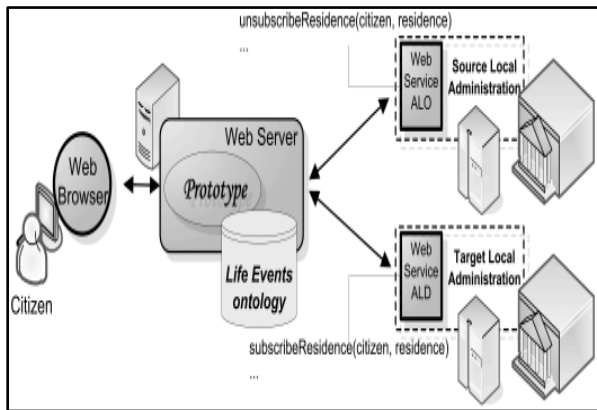 unsubscribeResidence(citizen, residence)
...
Web
Service
ALO
Source Local
Administration
Web Server
Web
Browser
Prototype
Life Events
ontology
Citizen
Web
Service
ALD
Target Local
Administration
subscribeResidence(citizen, residence)
...